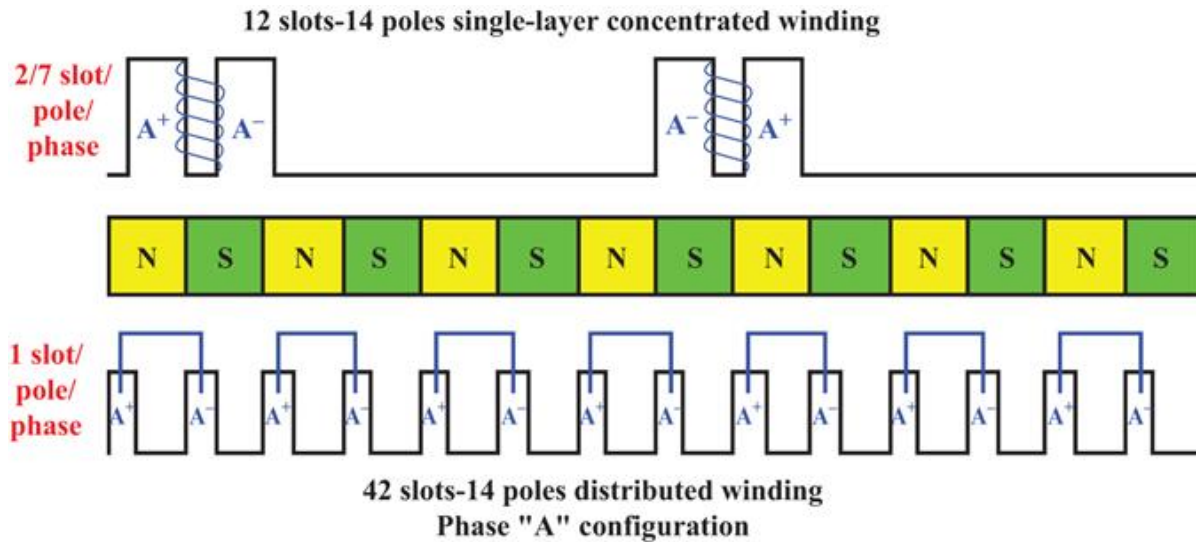 12 slots-14 poles single-layer concentrated winding
2/7 slot/
pole/
phase
A⁺ A⁻ A⁻ A⁺
N S N S N S N S N S N S N S
1 slot/
pole/
phase
A⁺ A⁻ A⁺ A⁻ A⁺ A⁻ A⁺ A⁻ A⁺ A⁻ A⁺ A⁻ A⁺ A⁻
42 slots-14 poles distributed winding
Phase "A" configuration